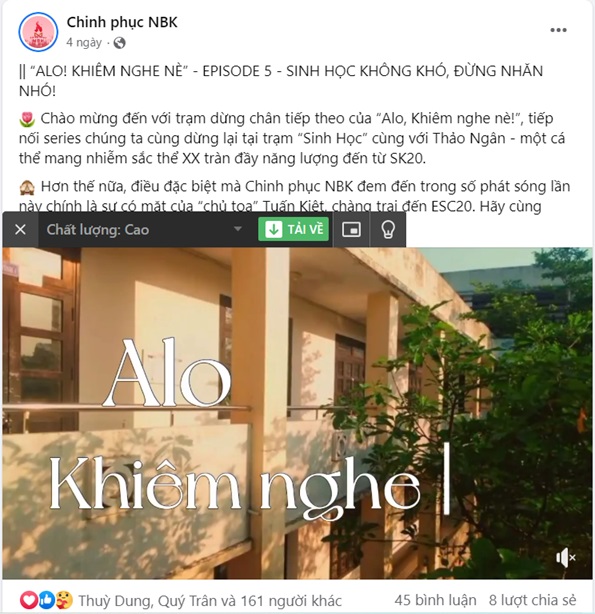 Chinh phục NBK
4 ngày ·
|| “ALO! KHIÊM NGHE NÈ” - EPISODE 5 - SINH HỌC KHÔNG KHÓ, ĐỪNG NHĂN
NHÓ!
Chào mừng đến với trạm dừng chân tiếp theo của “Alo, Khiêm nghe nè!”, tiếp
nối series chúng ta cùng dừng lại tại trạm “Sinh Học” cùng với Thảo Ngân - một cá
thể mang nhiễm sắc thể XX tràn đầy năng lượng đến từ SK20.
Hơn thế nữa, điều đặc biệt mà Chinh phục NBK đem đến trong số phát sóng lần
này chính là sự có mặt của “chủ tọa” Tuấn Kiệt, chàng trai đến ESC20. Hãy cùng
Chất lượng: Cao TẢI VỀ
Alo
Khiêm nghe
Thuỳ Dung, Quý Trân và 161 người khác 45 bình luận 8 lượt chia sẻ